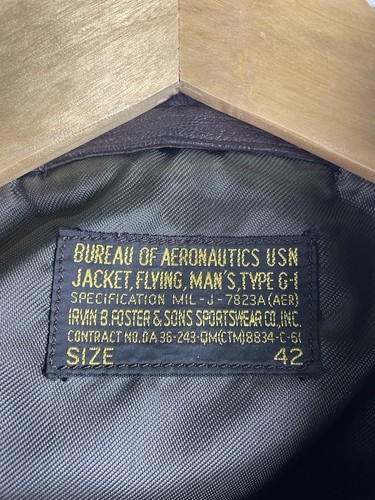 BUREAU OF AERONAUTICS USN
JACKET, FLYING, MAN'S, TYPE G-1
SPECIFICATION MIL-J-7823A (AER)
IRVIN B. FOSTER & SONS SPORTSWEAR CO., INC.
CONTRACT NO. DA 36-243-QM(CTM)8834-C-61
SIZE 42